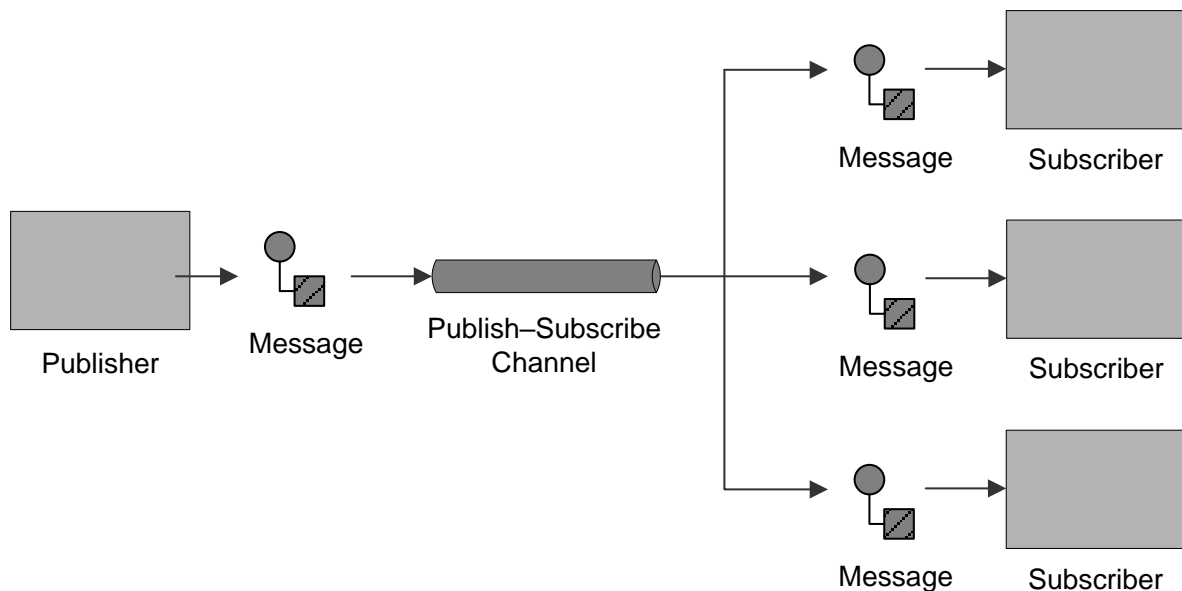 Message
Subscriber
Publisher
Message
Publish–Subscribe
Channel
Message
Subscriber
Message
Subscriber